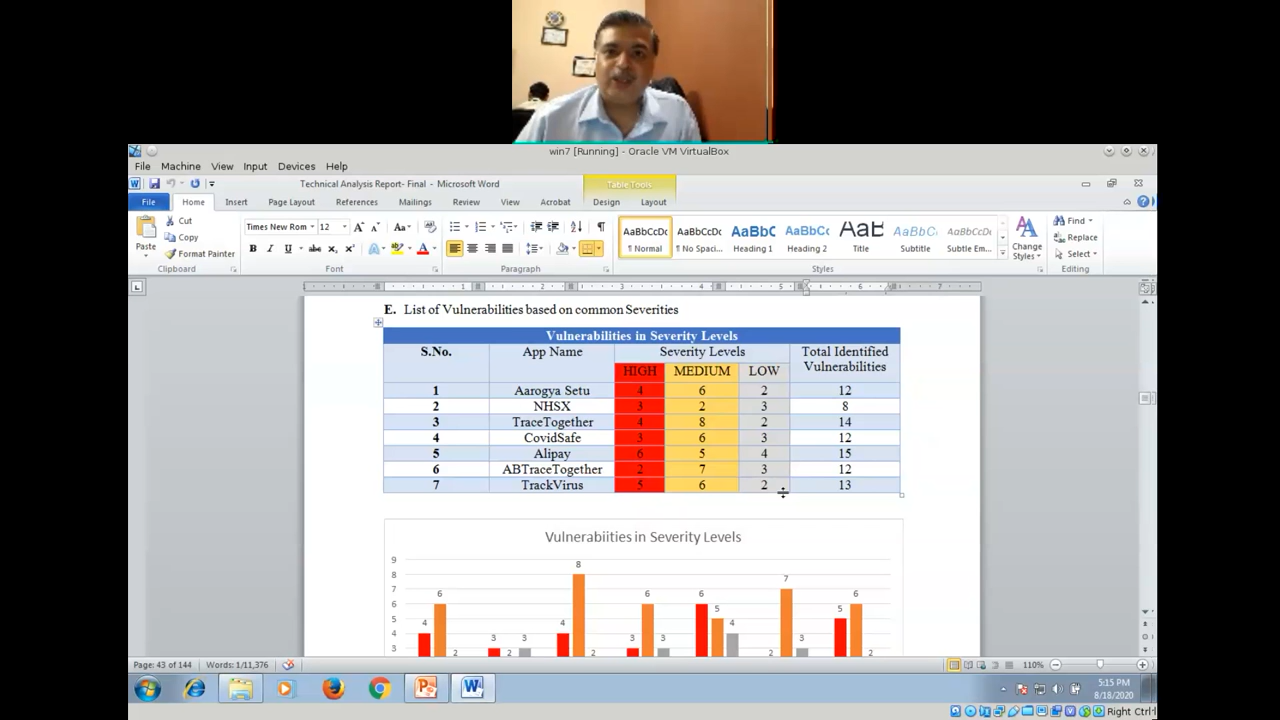 win7 [Running] - Oracle VM VirtualBox
File Machine View Input Devices Help
Technical Analysis Report- Final - Microsoft Word
Table Tools
File Home Insert Page Layout References Mailings Review View Acrobat Design Layout
Paste
Cut
Copy
Format Painter
Times New Rom 12
AaBbCcDc AaBbCcDc AaBbC AaBbCc AaB AaBbCc. AaBbCcDc
¶ Normal ¶ No Spaci... Heading 1 Heading 2 Title Subtitle Subtle Em...
Change Styles
Find
Replace
Select
Clipboard Font Paragraph Styles Editing
E. List of Vulnerabilities based on common Severities
Vulnerabilities in Severity Levels
S.No. App Name Severity Levels Total Identified Vulnerabilities
HIGH MEDIUM LOW
1 Aarogya Setu 4 6 2 12
2 NHSX 3 2 3 8
3 TraceTogether 4 8 2 14
4 CovidSafe 3 6 3 12
5 Alipay 6 5 4 15
6 ABTraceTogether 2 7 3 12
7 TrackVirus 5 6 2 13
Vulnerabiities in Severity Levels
9
8
7
6
5
4
3
4 6 2 3 2 3 4 8 2 3 6 3 6 5 4 2 7 3 5 6 2
Page: 43 of 144 Words: 1/11,376 110%
5:15 PM
8/18/2020
Right Ctrl